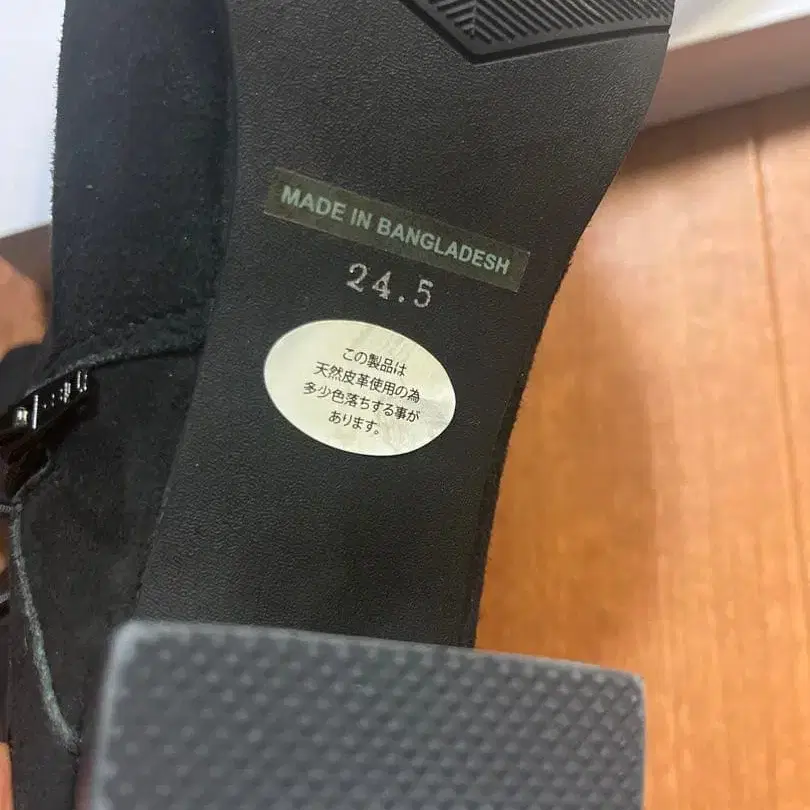 MADE IN BANGLADESH
24.5
この製品は
天然皮革使用の為
多少色落ちする事が
あります。